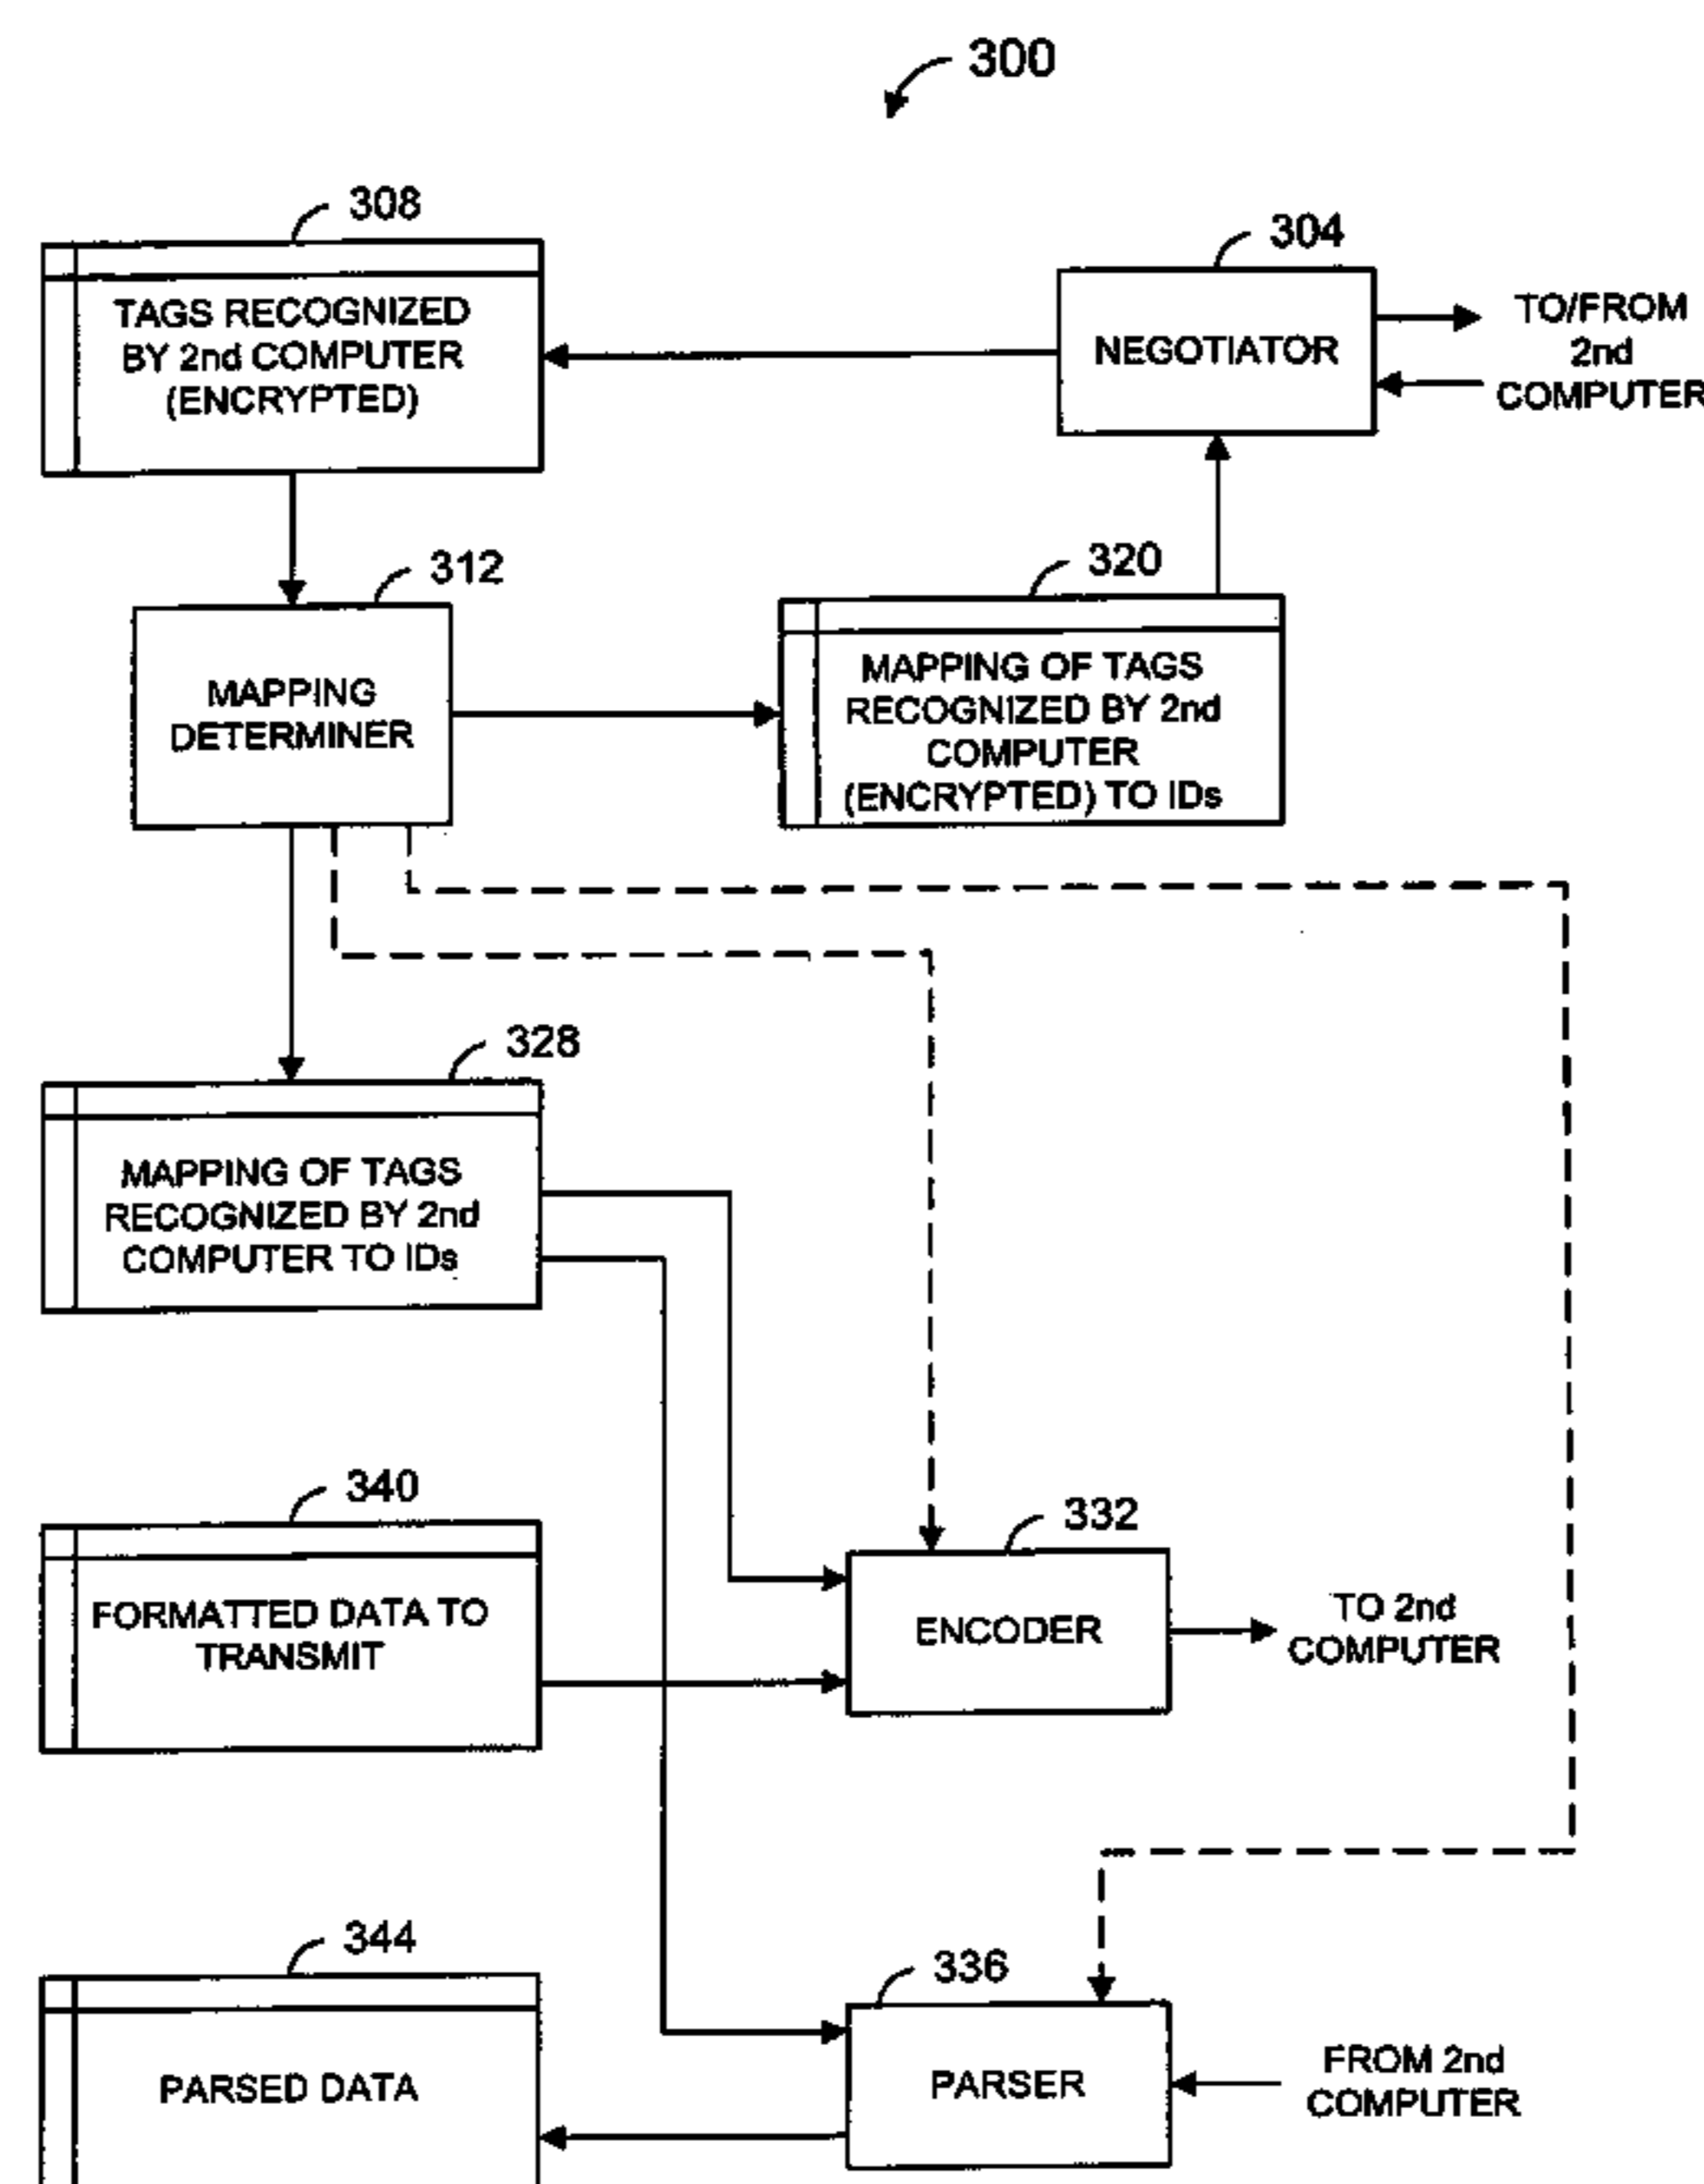 300
308
TAGS RECOGNIZED
BY 2nd COMPUTER
(ENCRYPTED)
304
NEGOTIATOR
TO/FROM
2nd
COMPUTER
312
MAPPING
DETERMINER
320
MAPPING OF TAGS
RECOGNIZED BY 2nd
COMPUTER
(ENCRYPTED) TO IDs
328
MAPPING OF TAGS
RECOGNIZED BY 2nd
COMPUTER TO IDs
340
FORMATTED DATA TO
TRANSMIT
332
ENCODER
TO 2nd
COMPUTER
344
PARSED DATA
336
PARSER
FROM 2nd
COMPUTER